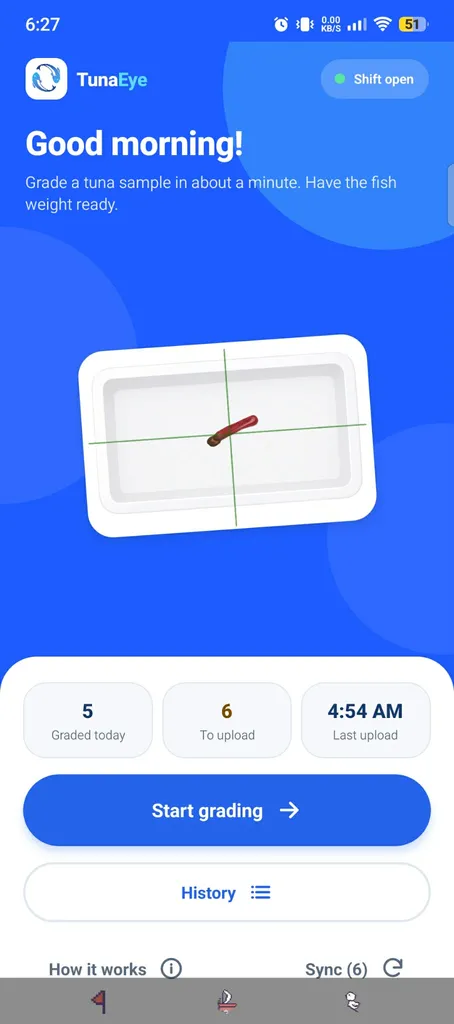 6:27
0.00
KB/S
51
TunaEye
Shift open
Good morning!
Grade a tuna sample in about a minute. Have the fish
weight ready.
5
Graded today
6
To upload
4:54 AM
Last upload
Start grading
History
How it works
Sync (6)